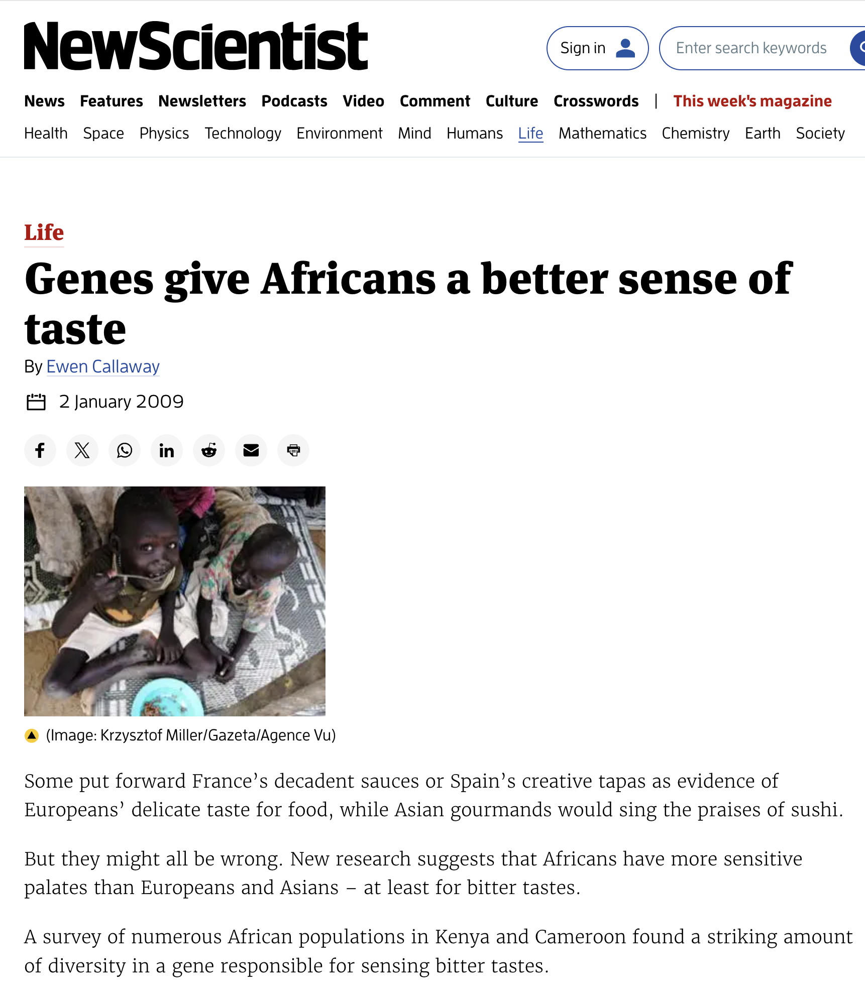 NewScientist
Sign in
Enter search keywords
News Features Newsletters Podcasts Video Comment Culture Crosswords | This week's magazine
Health Space Physics Technology Environment Mind Humans Life Mathematics Chemistry Earth Society
Life
Genes give Africans a better sense of
taste
By Ewen Callaway
2 January 2009
(Image: Krzysztof Miller/Gazeta/Agence Vu)
Some put forward France’s decadent sauces or Spain’s creative tapas as evidence of
Europeans’ delicate taste for food, while Asian gourmands would sing the praises of sushi.
But they might all be wrong. New research suggests that Africans have more sensitive
palates than Europeans and Asians – at least for bitter tastes.
A survey of numerous African populations in Kenya and Cameroon found a striking amount
of diversity in a gene responsible for sensing bitter tastes.